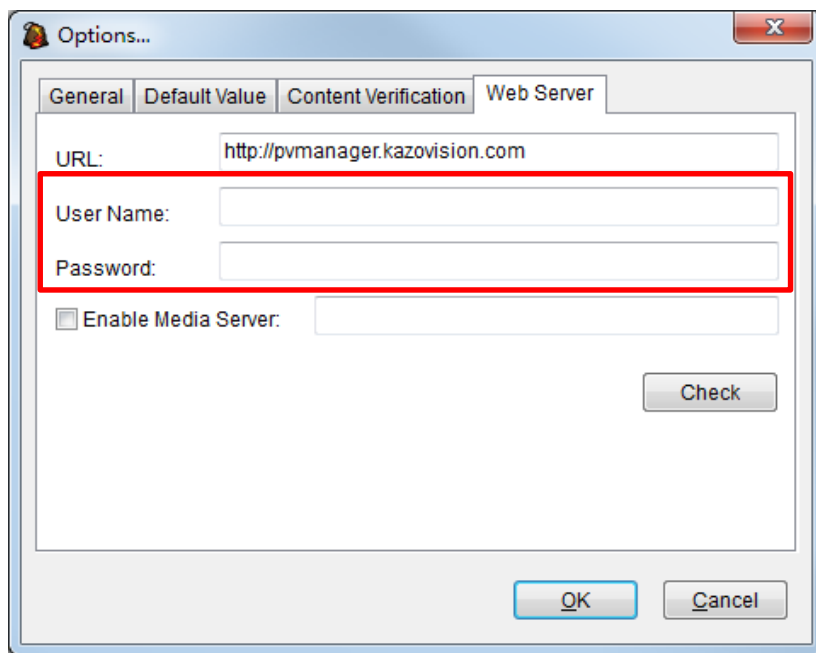 Options...
General Default Value Content Verification Web Server
URL: http://pvmanager.kazovision.com
User Name:
Password:
Enable Media Server:
Check
OK Cancel